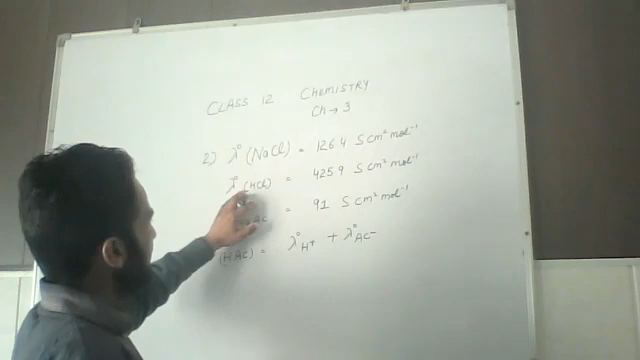 CLASS 12 CHEMISTRY
Ch → 3
2) λ° (NaCl) = 126.4 S cm² mol⁻¹
λ° (HCl) = 425.9 S cm² mol⁻¹
= 91 S cm² mol⁻¹
(HAc) = λ°H⁺ + λ°Ac⁻